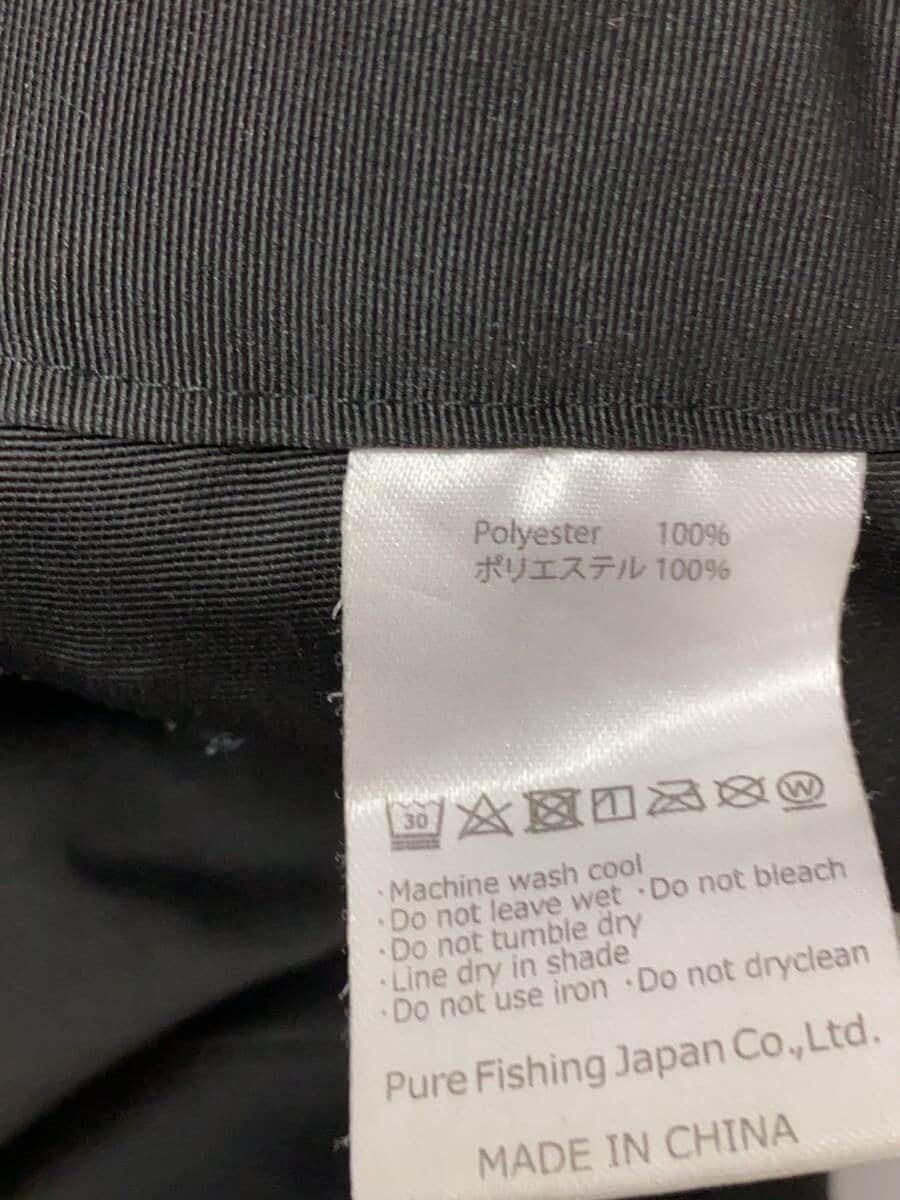 Polyester 100%
ポリエステル 100%
30 W
·Machine wash cool
·Do not leave wet ·Do not bleach
·Do not tumble dry
·Line dry in shade
·Do not use iron ·Do not dryclean
Pure Fishing Japan Co.,Ltd.
MADE IN CHINA